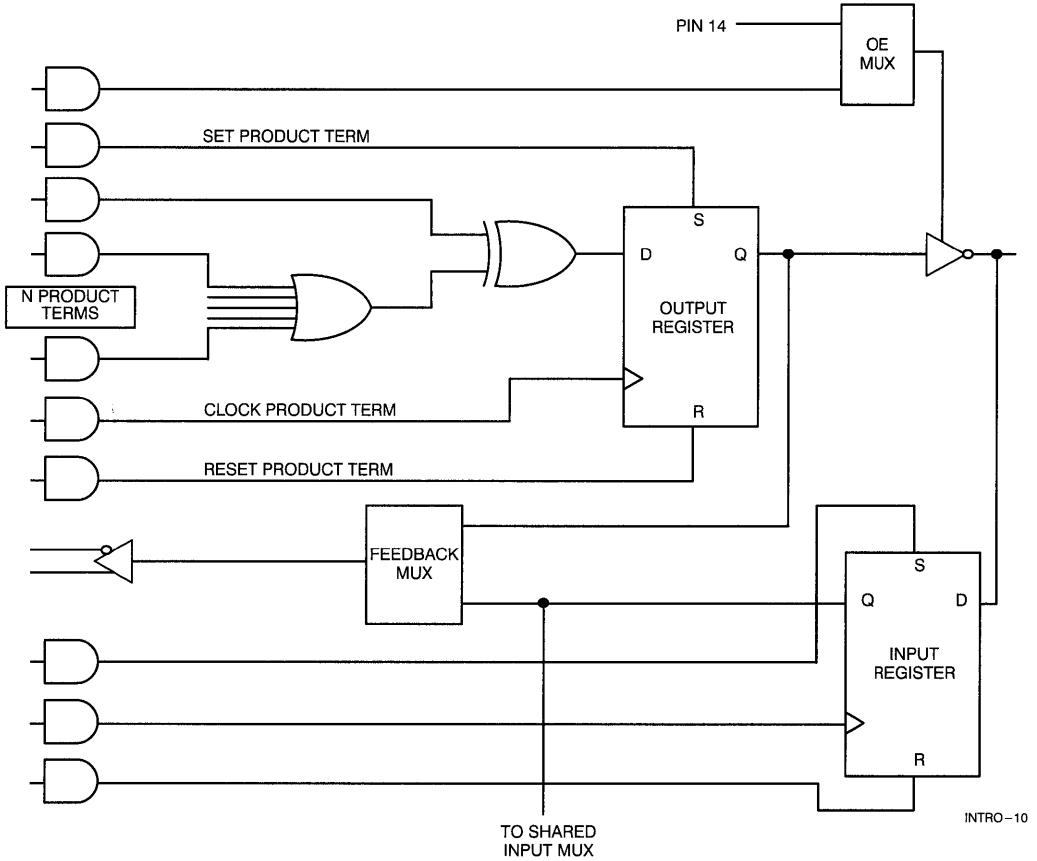 PIN 14
OE
MUX
SET PRODUCT TERM
S
D
Q
N PRODUCT
TERMS
OUTPUT
REGISTER
CLOCK PRODUCT TERM
R
RESET PRODUCT TERM
FEEDBACK
MUX
S
Q
D
INPUT
REGISTER
R
INTRO–10
TO SHARED
INPUT MUX